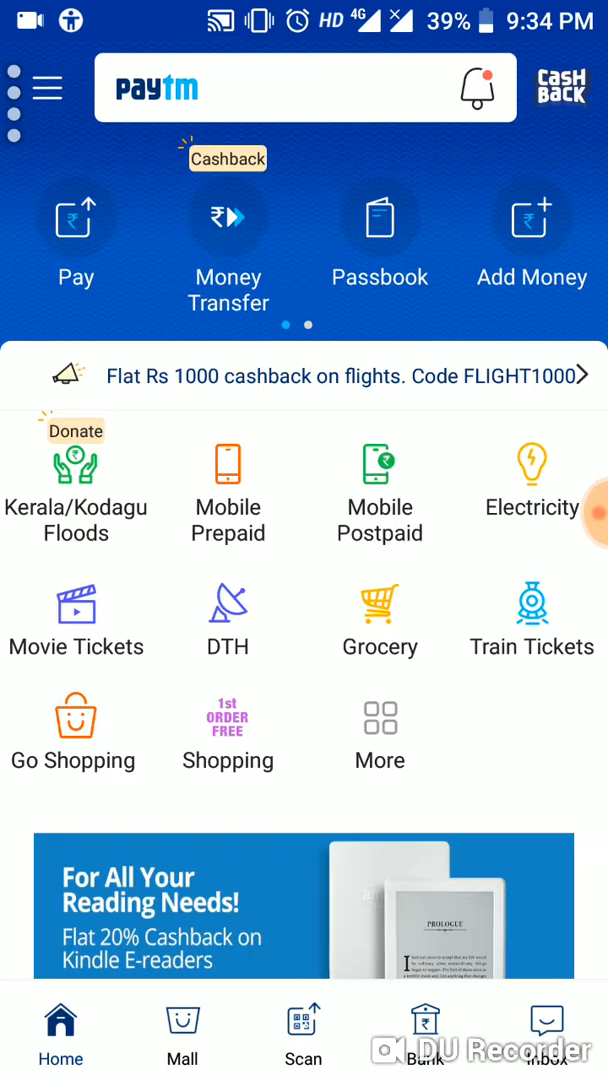 HD 4G 39% 9:34 PM
paytm
CASH
BACK
Cashback
Pay
Money
Transfer
Passbook
Add Money
Flat Rs 1000 cashback on flights. Code FLIGHT1000
Donate
Kerala/Kodagu
Floods
Mobile
Prepaid
Mobile
Postpaid
Electricity
Movie Tickets
DTH
Grocery
Train Tickets
Go Shopping
1st
ORDER
FREE
Shopping
More
For All Your
Reading Needs!
Flat 20% Cashback on
Kindle E-readers
PROLOGUE
Home
Mall
Scan
Bank
Inbox
DU Recorder